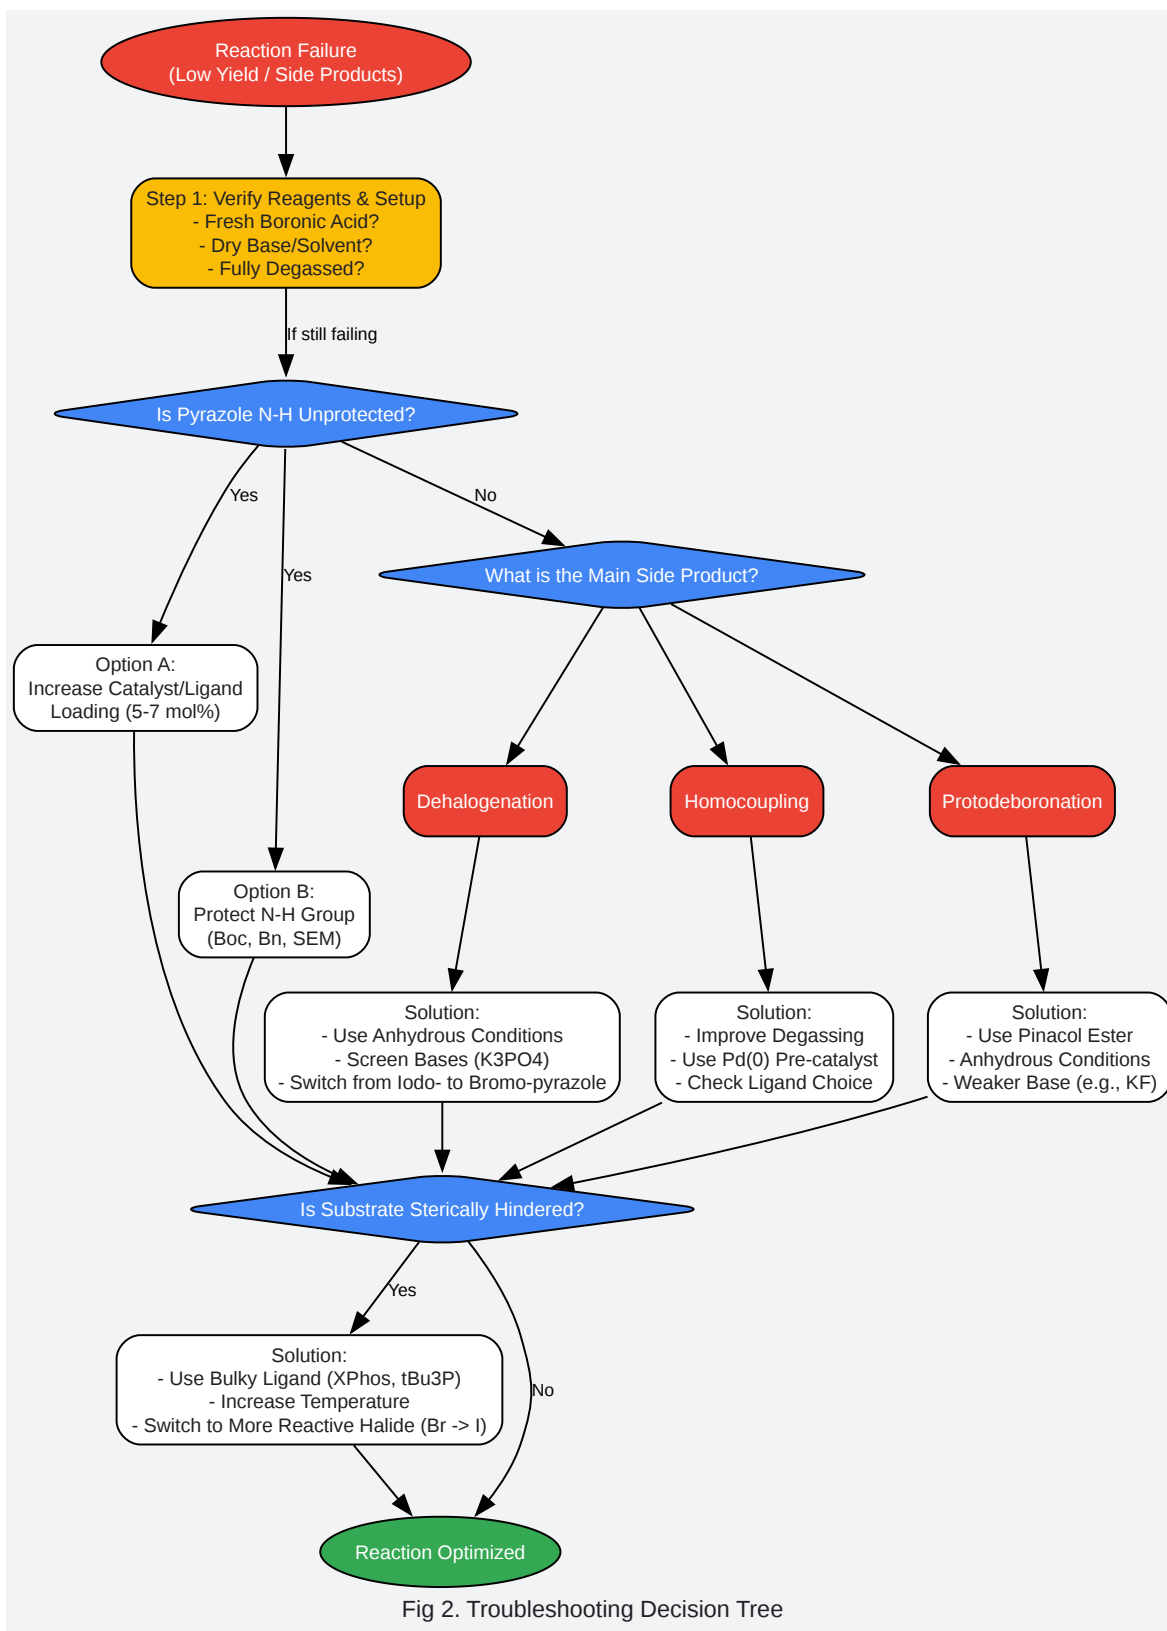 Reaction Failure
(Low Yield / Side Products)
Step 1: Verify Reagents & Setup
- Fresh Boronic Acid?
- Dry Base/Solvent?
- Fully Degassed?
If still failing
Is Pyrazole N-H Unprotected?
Yes
No
Yes
What is the Main Side Product?
Option A:
Increase Catalyst/Ligand
Loading (5-7 mol%)
Dehalogenation
Homocoupling
Protodeboronation
Option B:
Protect N-H Group
(Boc, Bn, SEM)
Solution:
- Use Anhydrous Conditions
- Screen Bases (K3PO4)
- Switch from Iodo- to Bromo-pyrazole
Solution:
- Improve Degassing
- Use Pd(0) Pre-catalyst
- Check Ligand Choice
Solution:
- Use Pinacol Ester
- Anhydrous Conditions
- Weaker Base (e.g., KF)
Is Substrate Sterically Hindered?
Yes
No
Solution:
- Use Bulky Ligand (XPhos, tBu3P)
- Increase Temperature
- Switch to More Reactive Halide (Br -> I)
Reaction Optimized
Fig 2. Troubleshooting Decision Tree